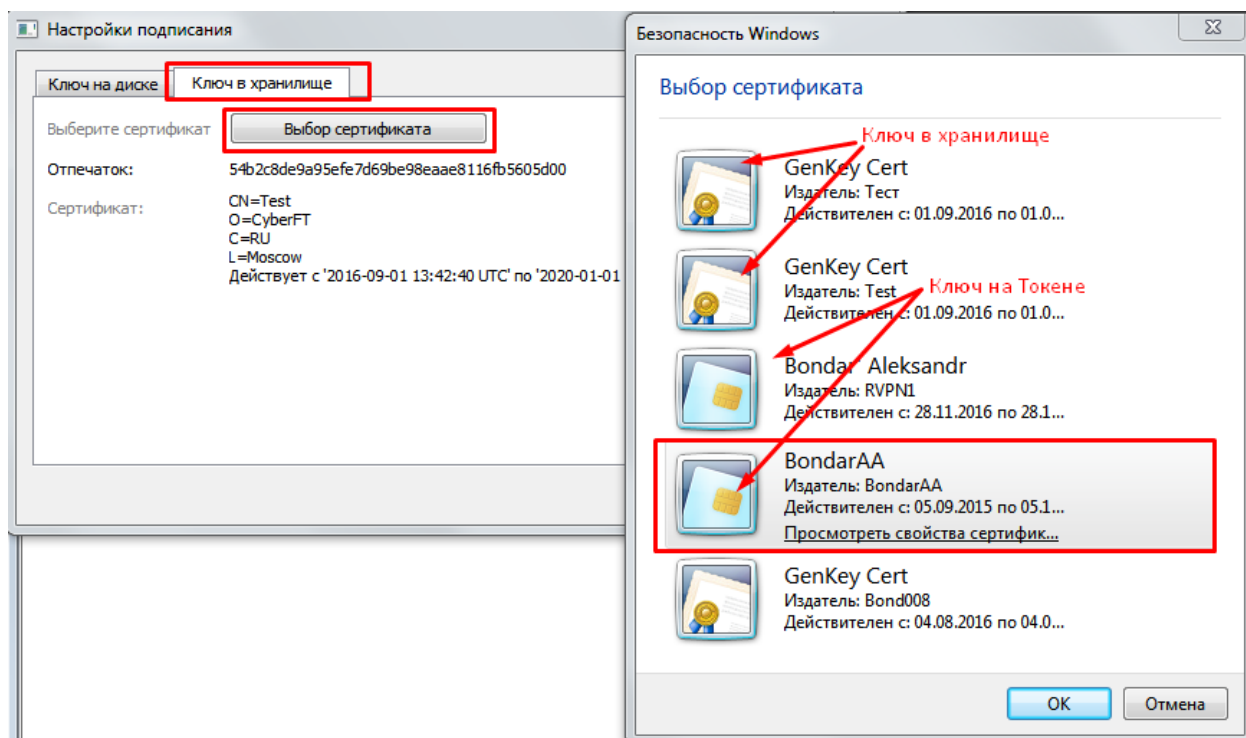 Настройки подписания
Ключ на диске
Ключ в хранилище
Выберите сертификат
Выбор сертификата
Отпечаток: 54b2c8de9a95efe7d69be98eaae8116fb5605d00
Сертификат: CN=Test
O=CyberFT
C=RU
L=Moscow
Действует с '2016-09-01 13:42:40 UTC' по '2020-01-01
Безопасность Windows
Выбор сертификата
Ключ в хранилище
GenKey Cert
Издатель: Тест
Действителен с: 01.09.2016 по 01.0...
GenKey Cert
Издатель: Test
Ключ на Токене
Действителен с: 01.09.2016 по 01.0...
Bondar Aleksandr
Издатель: RVPN1
Действителен с: 28.11.2016 по 28.1...
BondarAA
Издатель: BondarAA
Действителен с: 05.09.2015 по 05.1...
Просмотреть свойства сертифик...
GenKey Cert
Издатель: Bond008
Действителен с: 04.08.2016 по 04.0...
ОК
Отмена